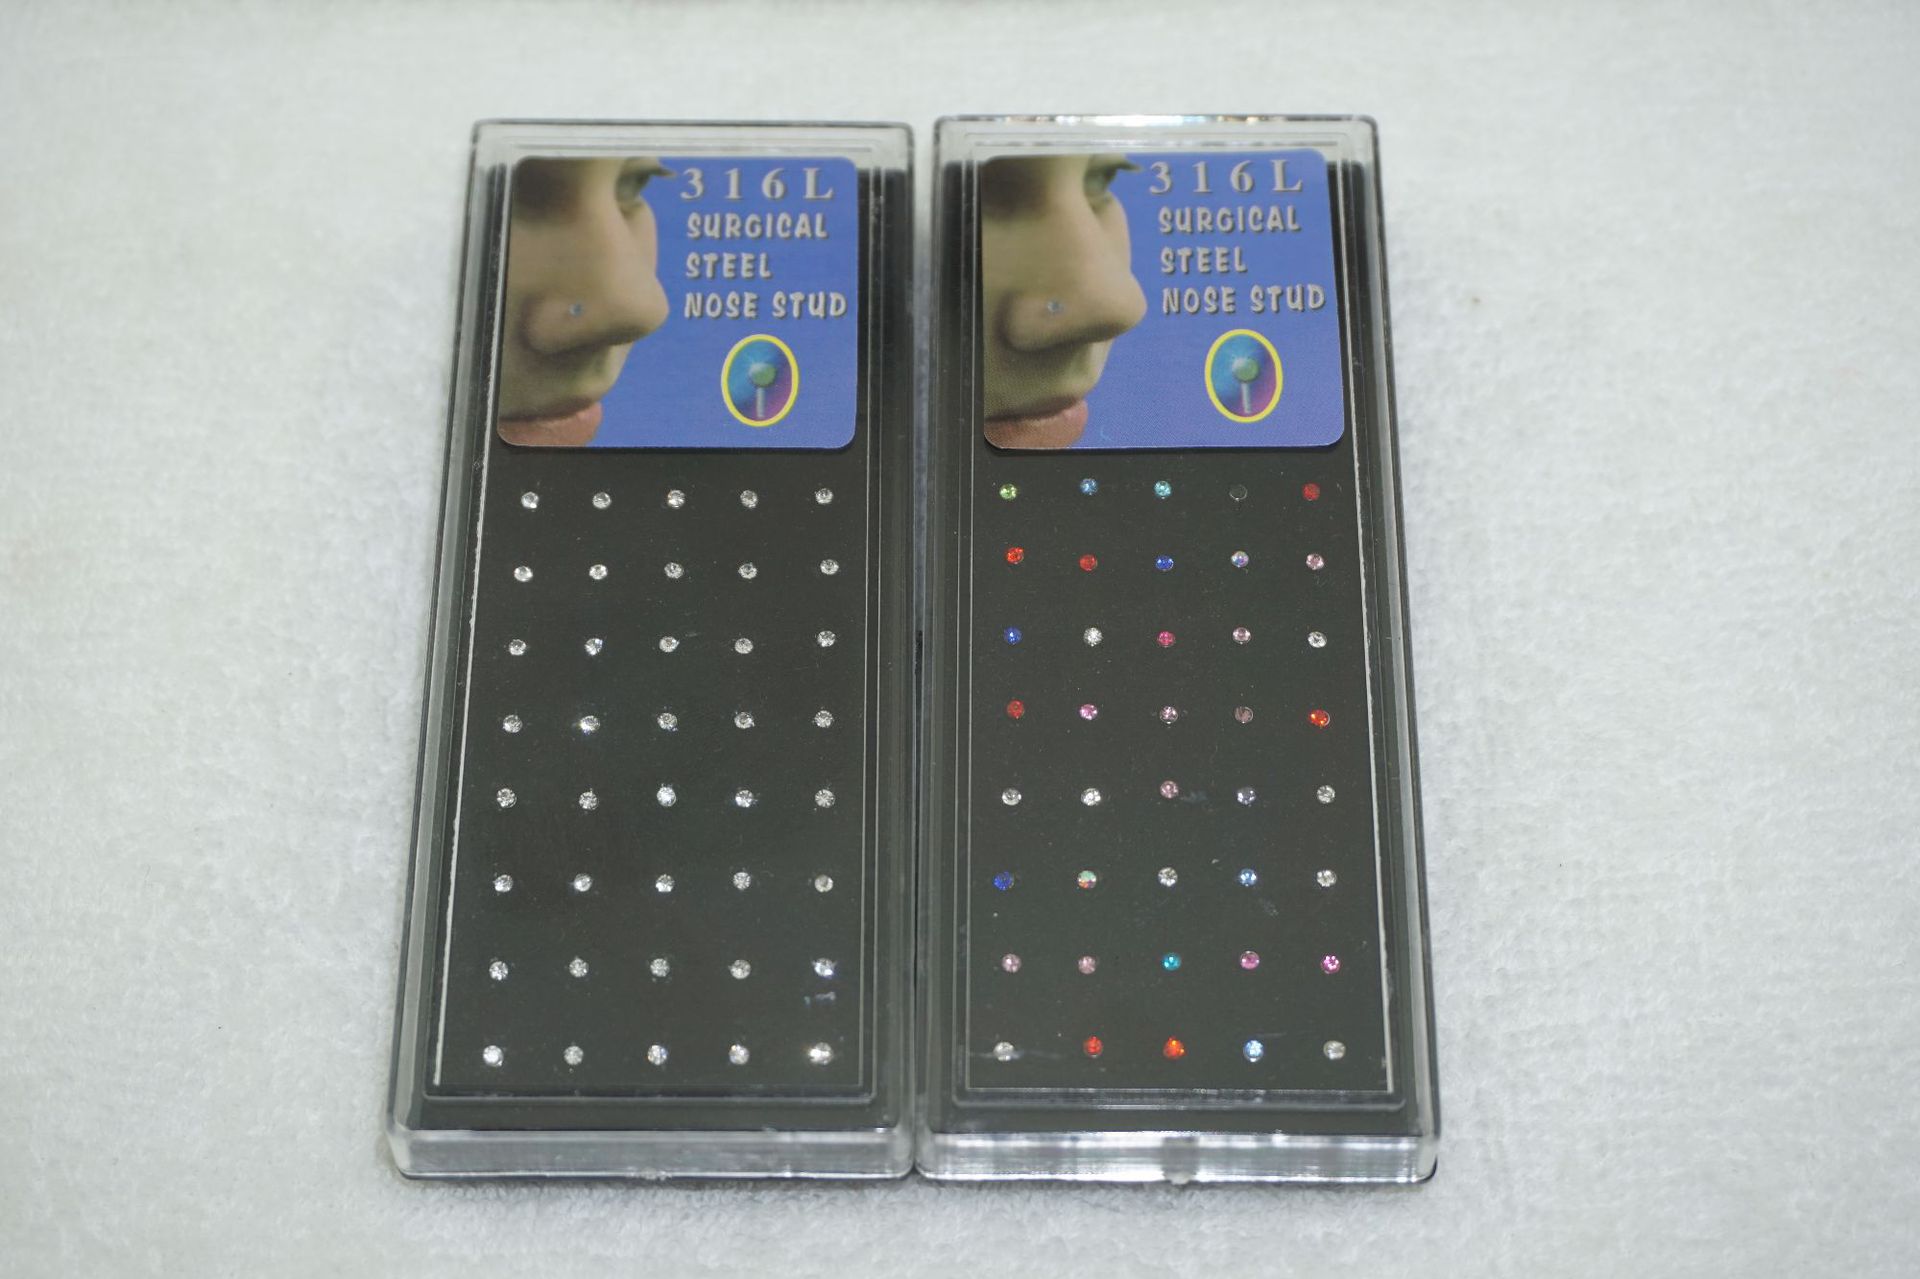 316L
SURGICAL
STEEL
NOSE STUD
316L
SURGICAL
STEEL
NOSE STUD